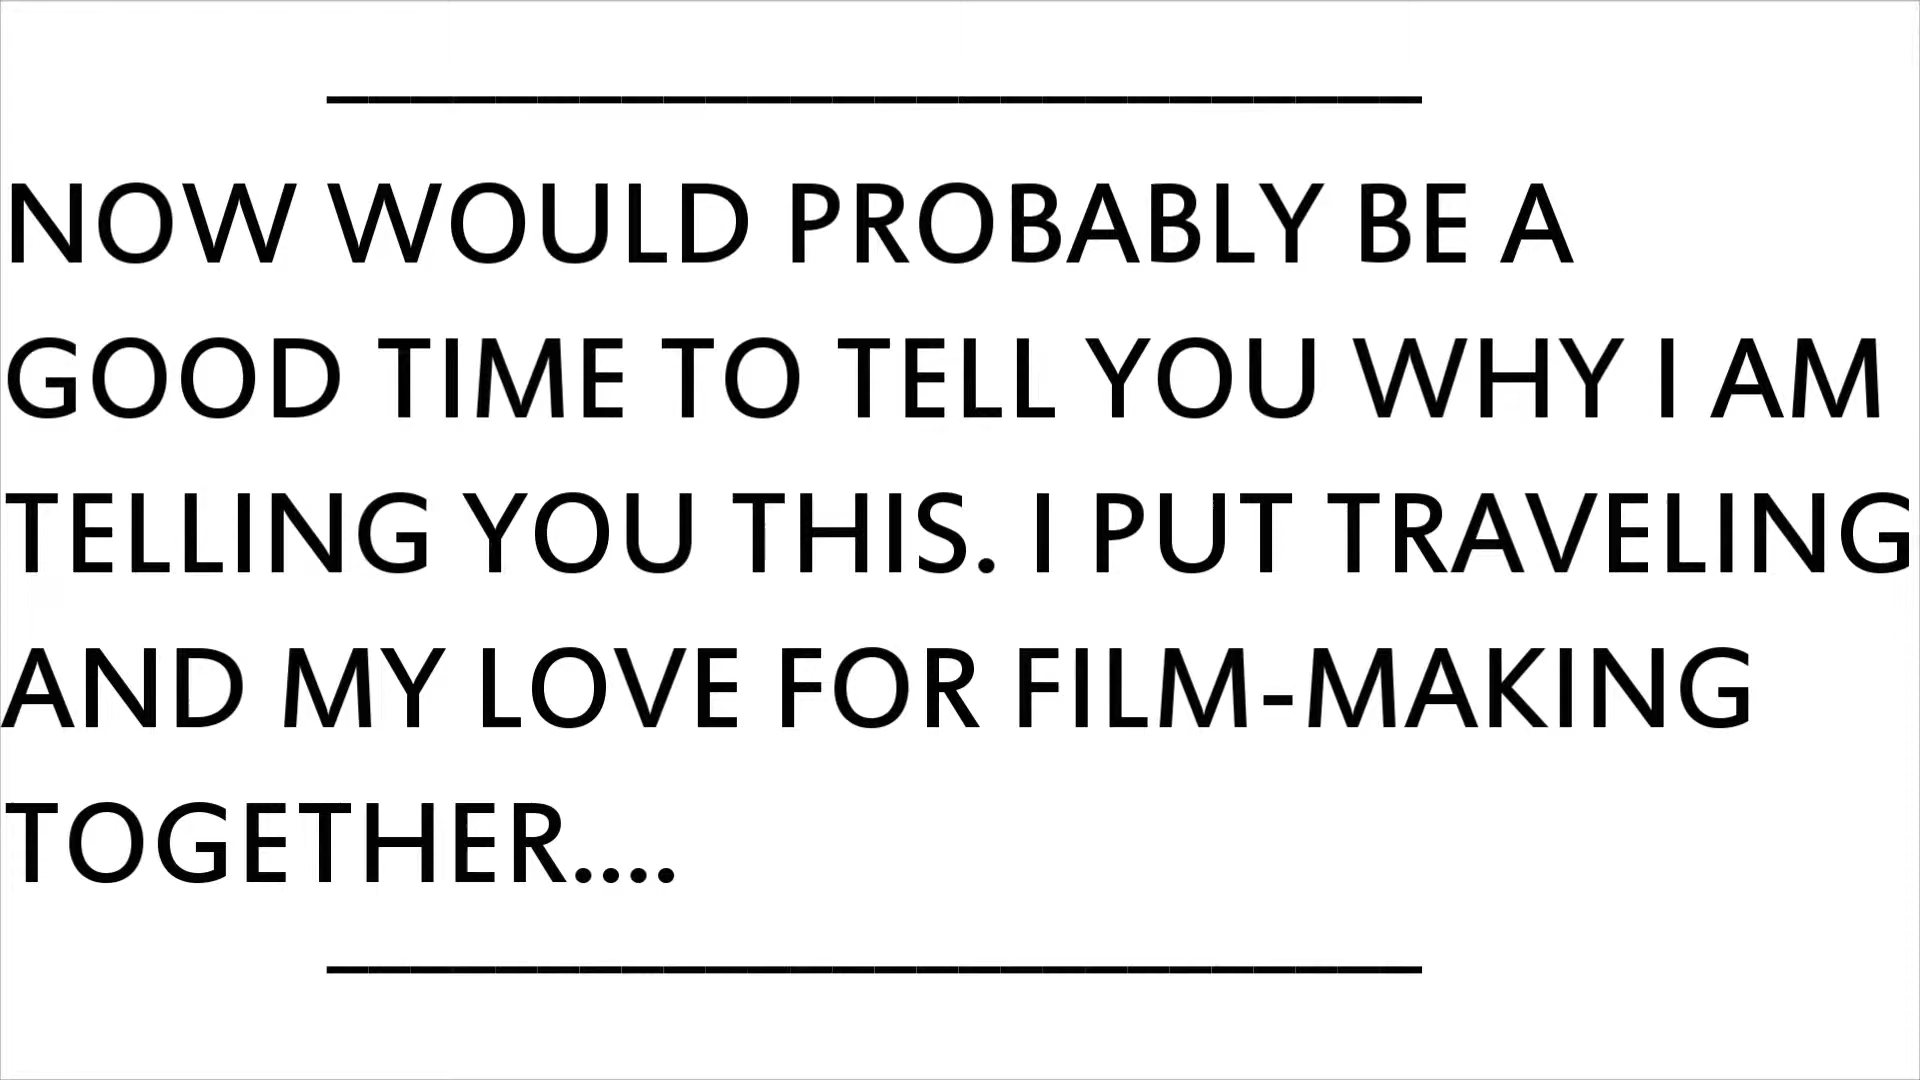 NOW WOULD PROBABLY BE A
GOOD TIME TO TELL YOU WHY I AM
TELLING YOU THIS. I PUT TRAVELING
AND MY LOVE FOR FILM-MAKING
TOGETHER....